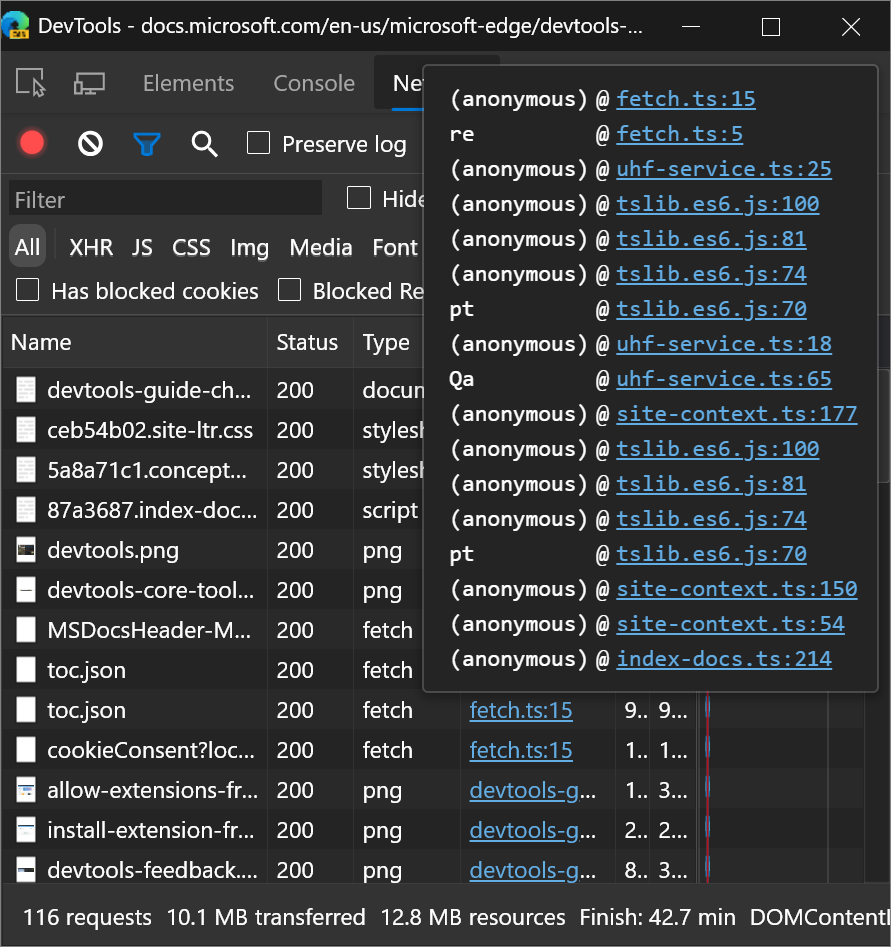 DevTools - docs.microsoft.com/en-us/microsoft-edge/devtools-...
Elements Console
Preserve log
Filter
All XHR JS CSS Img Media Font
Has blocked cookies Blocked
Name Status Type
devtools-guide-ch... 200
ceb54b02.site-ltr.css 200
5a8a71c1.concept... 200
87a3687.index-doc... 200 script
devtools.png 200 png
devtools-core-tool... 200 png
MSDocsHeader-M... 200 fetch
toc.json 200 fetch
toc.json 200 fetch fetch.ts:15 9.. 9...
cookieConsent?loc... 200 fetch fetch.ts:15 1.. 1...
allow-extensions-fr... 200 png devtools-g... 1.. 3...
install-extension-fr... 200 png devtools-g... 2.. 2...
devtools-feedback.... 200 png devtools-g... 8.. 3...
116 requests 10.1 MB transferred 12.8 MB resources Finish: 42.7 min
(anonymous) @ fetch.ts:15
re @ fetch.ts:5
(anonymous) @ uhf-service.ts:25
(anonymous) @ tslib.es6.js:100
(anonymous) @ tslib.es6.js:81
(anonymous) @ tslib.es6.js:74
pt @ tslib.es6.js:70
(anonymous) @ uhf-service.ts:18
Qa @ uhf-service.ts:65
(anonymous) @ site-context.ts:177
(anonymous) @ tslib.es6.js:100
(anonymous) @ tslib.es6.js:81
(anonymous) @ tslib.es6.js:74
pt @ tslib.es6.js:70
(anonymous) @ site-context.ts:150
(anonymous) @ site-context.ts:54
(anonymous) @ index-docs.ts:214